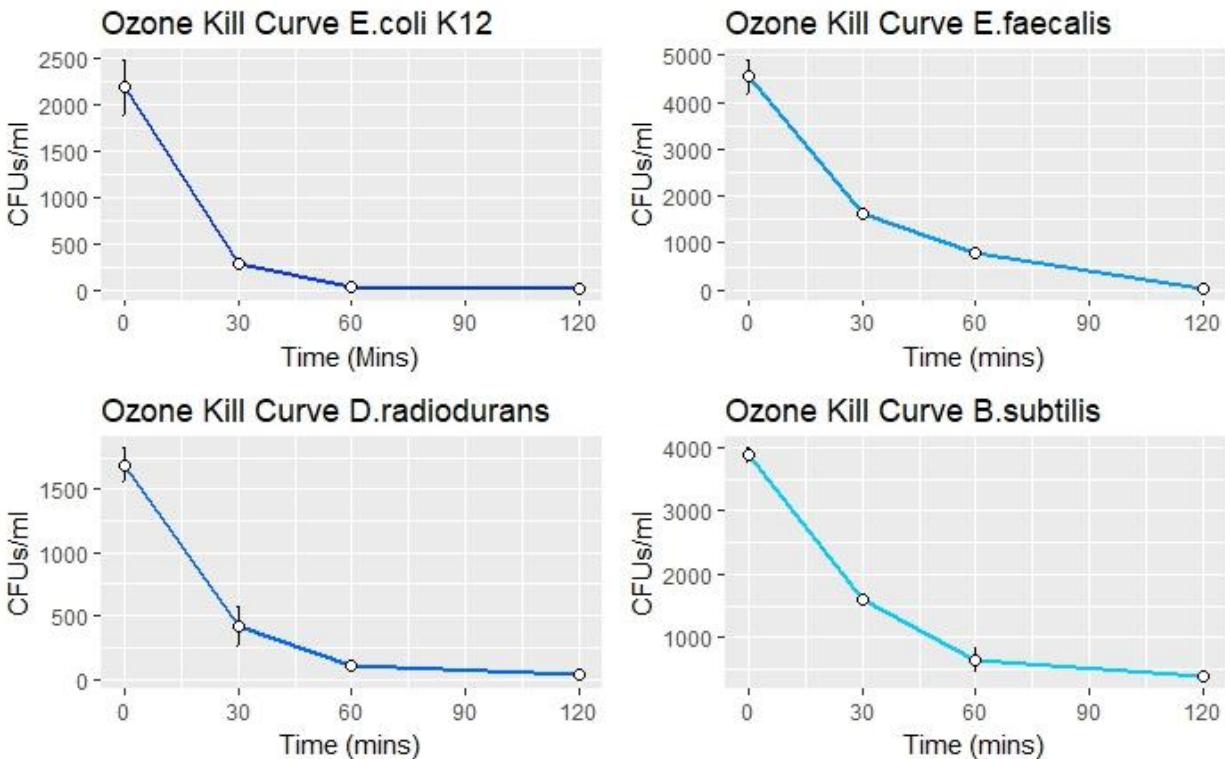 Ozone Kill Curve E.coli K12
CFUs/ml
2500
2000
1500
1000
500
0
0 30 60 90 120
Time (Mins)
Ozone Kill Curve E.faecalis
CFUs/ml
5000
4000
3000
2000
1000
0
0 30 60 90 120
Time (mins)
Ozone Kill Curve D.radiodurans
CFUs/ml
1500
1000
500
0
0 30 60 90 120
Time (mins)
Ozone Kill Curve B.subtilis
CFUs/ml
4000
3000
2000
1000
0 30 60 90 120
Time (mins)